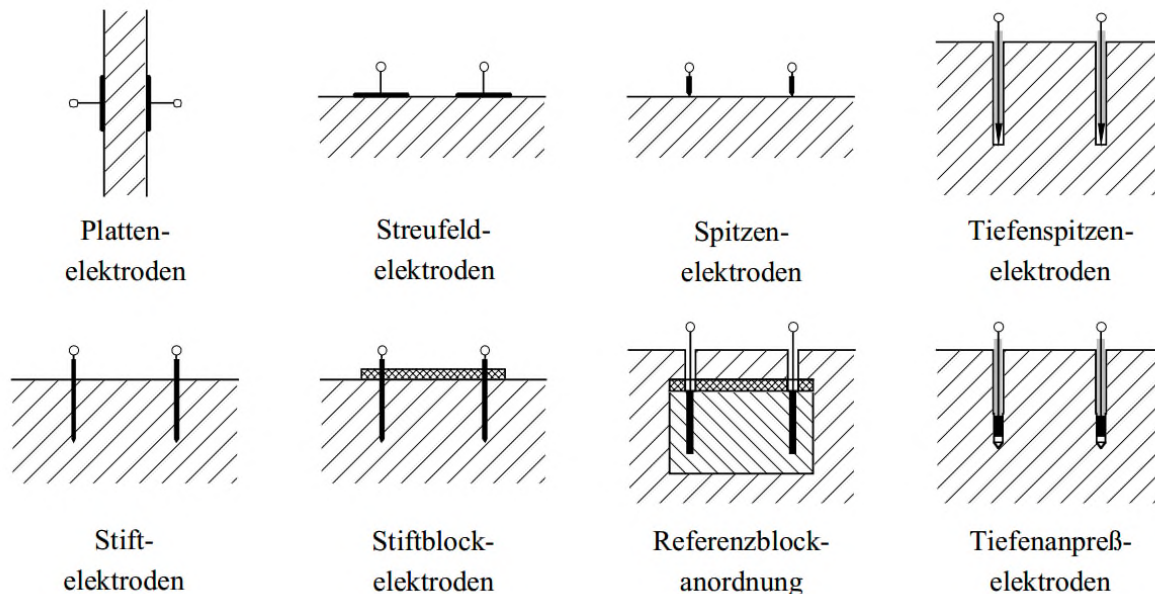 Platten-
elektroden
Streufeld-
elektroden
Spitzen-
elektroden
Tiefenspitzen-
elektroden
Stift-
elektroden
Stiftblock-
elektroden
Referenzblock-
anordnung
Tiefenanpreß-
elektroden